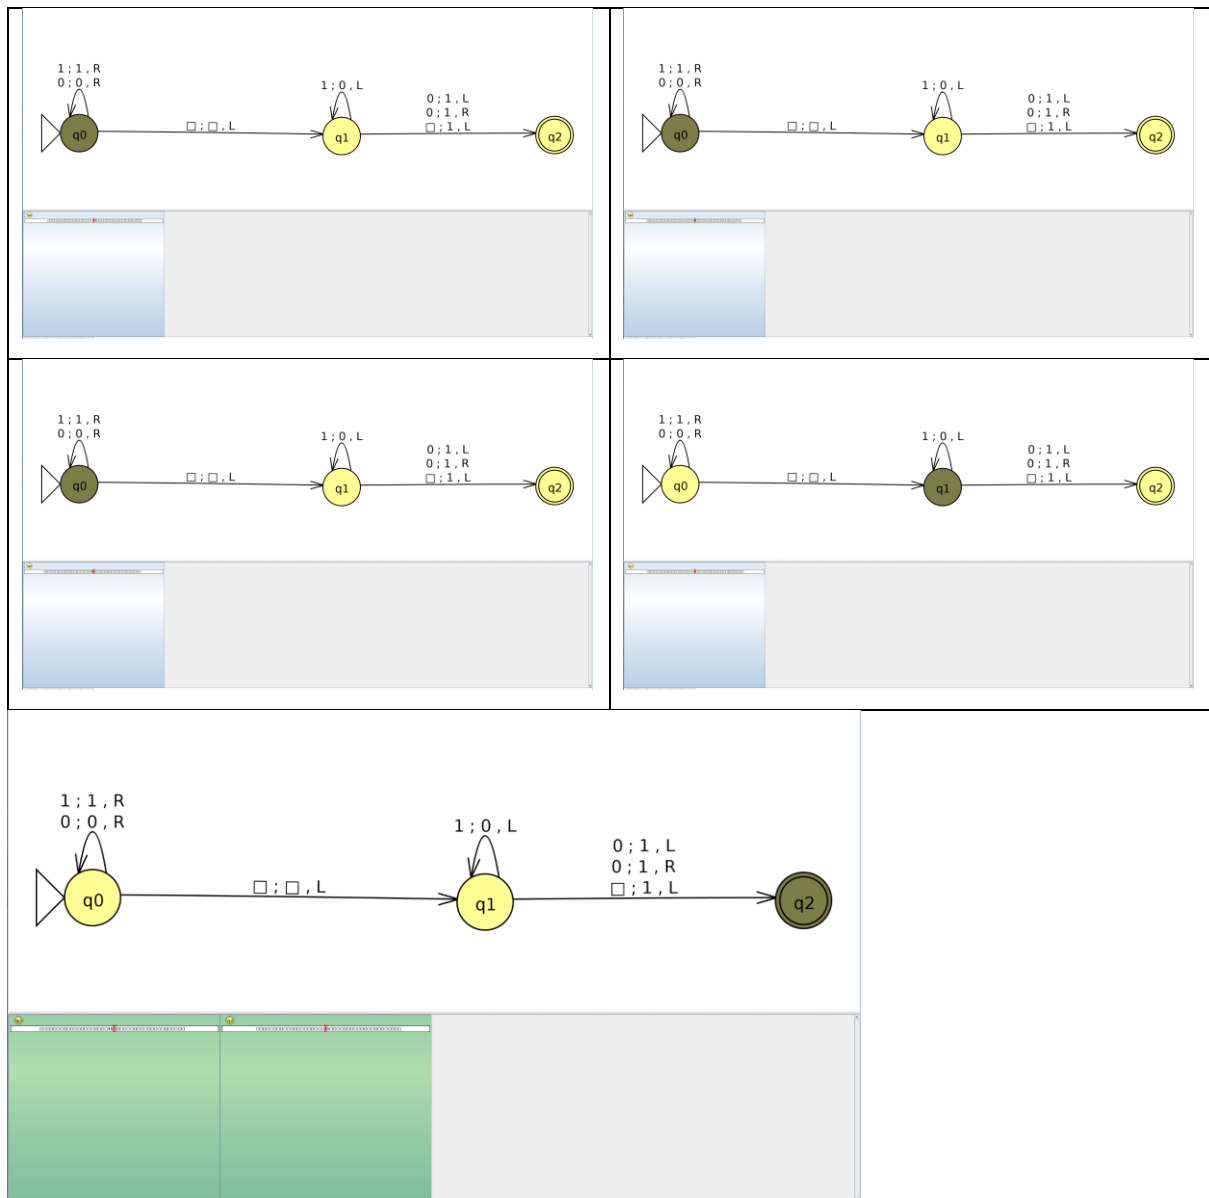 1 ; 1 , R
0 ; 0 , R
1 ; 0 , L
0 ; 1 , L
0 ; 1 , R
□ ; □ , L
□ ; 1 , L
q0
q1
q2
1 ; 1 , R
0 ; 0 , R
1 ; 0 , L
0 ; 1 , L
0 ; 1 , R
□ ; □ , L
□ ; 1 , L
q0
q1
q2
1 ; 1 , R
0 ; 0 , R
1 ; 0 , L
0 ; 1 , L
0 ; 1 , R
□ ; □ , L
□ ; 1 , L
q0
q1
q2
1 ; 1 , R
0 ; 0 , R
1 ; 0 , L
0 ; 1 , L
0 ; 1 , R
□ ; □ , L
□ ; 1 , L
q0
q1
q2
1 ; 1 , R
0 ; 0 , R
1 ; 0 , L
0 ; 1 , L
0 ; 1 , R
□ ; □ , L
□ ; 1 , L
q0
q1
q2